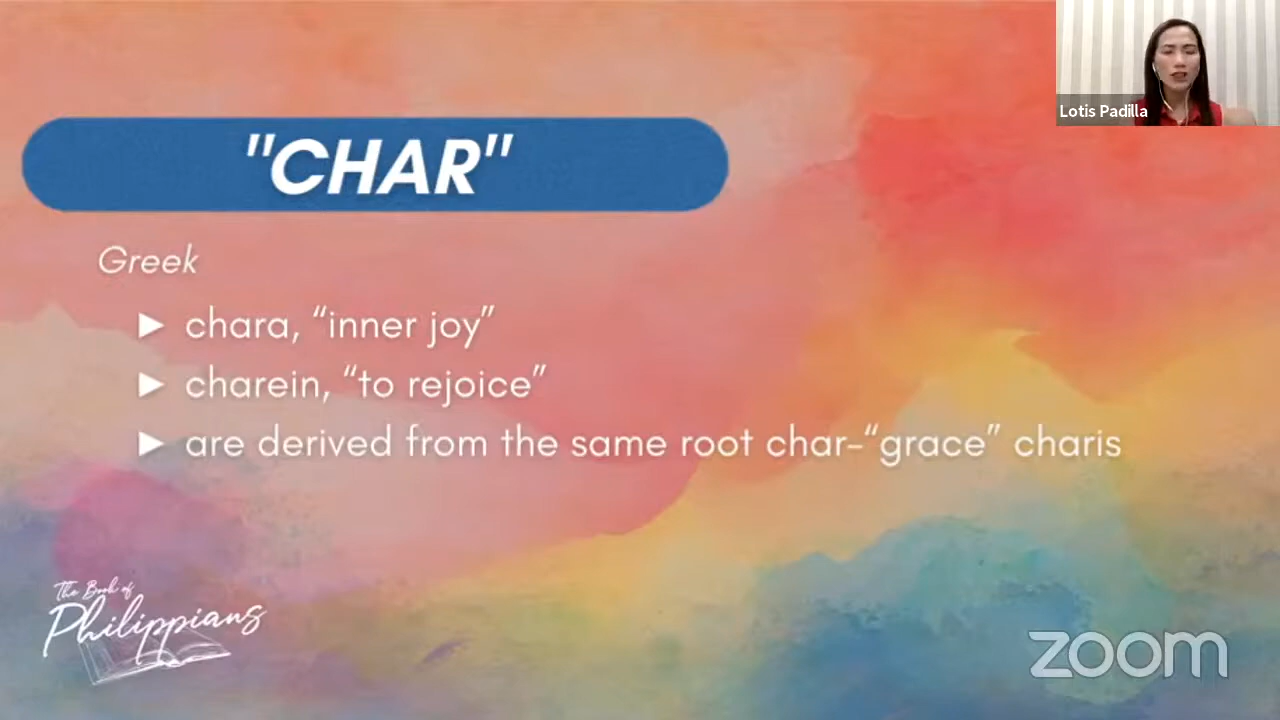 Lotis Padilla
"CHAR"
Greek
► chara, “inner joy”
► charein, “to rejoice”
► are derived from the same root char-“grace” charis
The Book of
Philippians
zoom